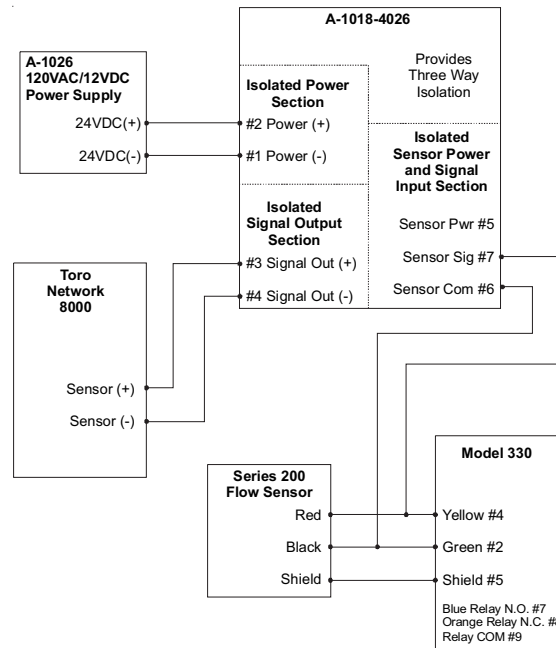 A-1018-4026
Provides
Three Way
Isolation
A-1026
120VAC/12VDC
Power Supply
24VDC(+)
24VDC(-)
Isolated Power
Section
#2 Power (+)
#1 Power (-)
Isolated
Sensor Power
and Signal
Input Section
Sensor Pwr #5
Sensor Sig #7
Sensor Com #6
Isolated
Signal Output
Section
#3 Signal Out (+)
#4 Signal Out (-)
Toro
Network
8000
Sensor (+)
Sensor (-)
Series 200
Flow Sensor
Red
Black
Shield
Model 330
Yellow #4
Green #2
Shield #5
Blue Relay N.O. #7
Orange Relay N.C. #
Relay COM #9